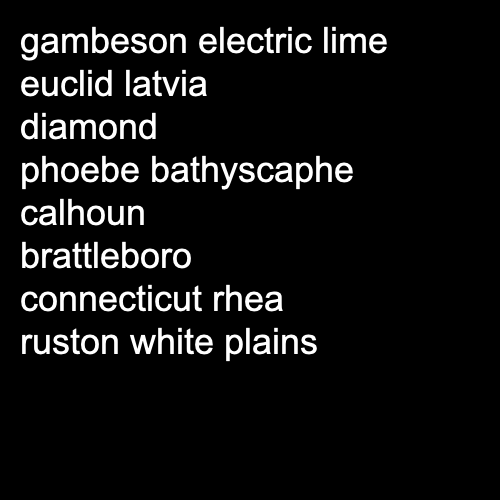 gambeson electric lime
euclid latvia
diamond
phoebe bathyscaphe
calhoun
brattleboro
connecticut rhea
ruston white plains